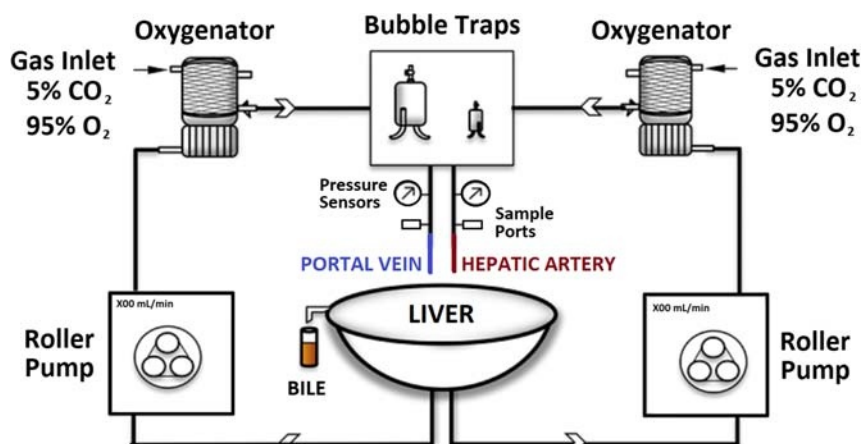 Oxygenator
Bubble Traps
Oxygenator
Gas Inlet
5% CO₂
95% O₂
Gas Inlet
5% CO₂
95% O₂
Pressure
Sensors
Sample
Ports
PORTAL VEIN
HEPATIC ARTERY
X00 mL/min
LIVER
X00 mL/min
Roller
Pump
BILE
Roller
Pump